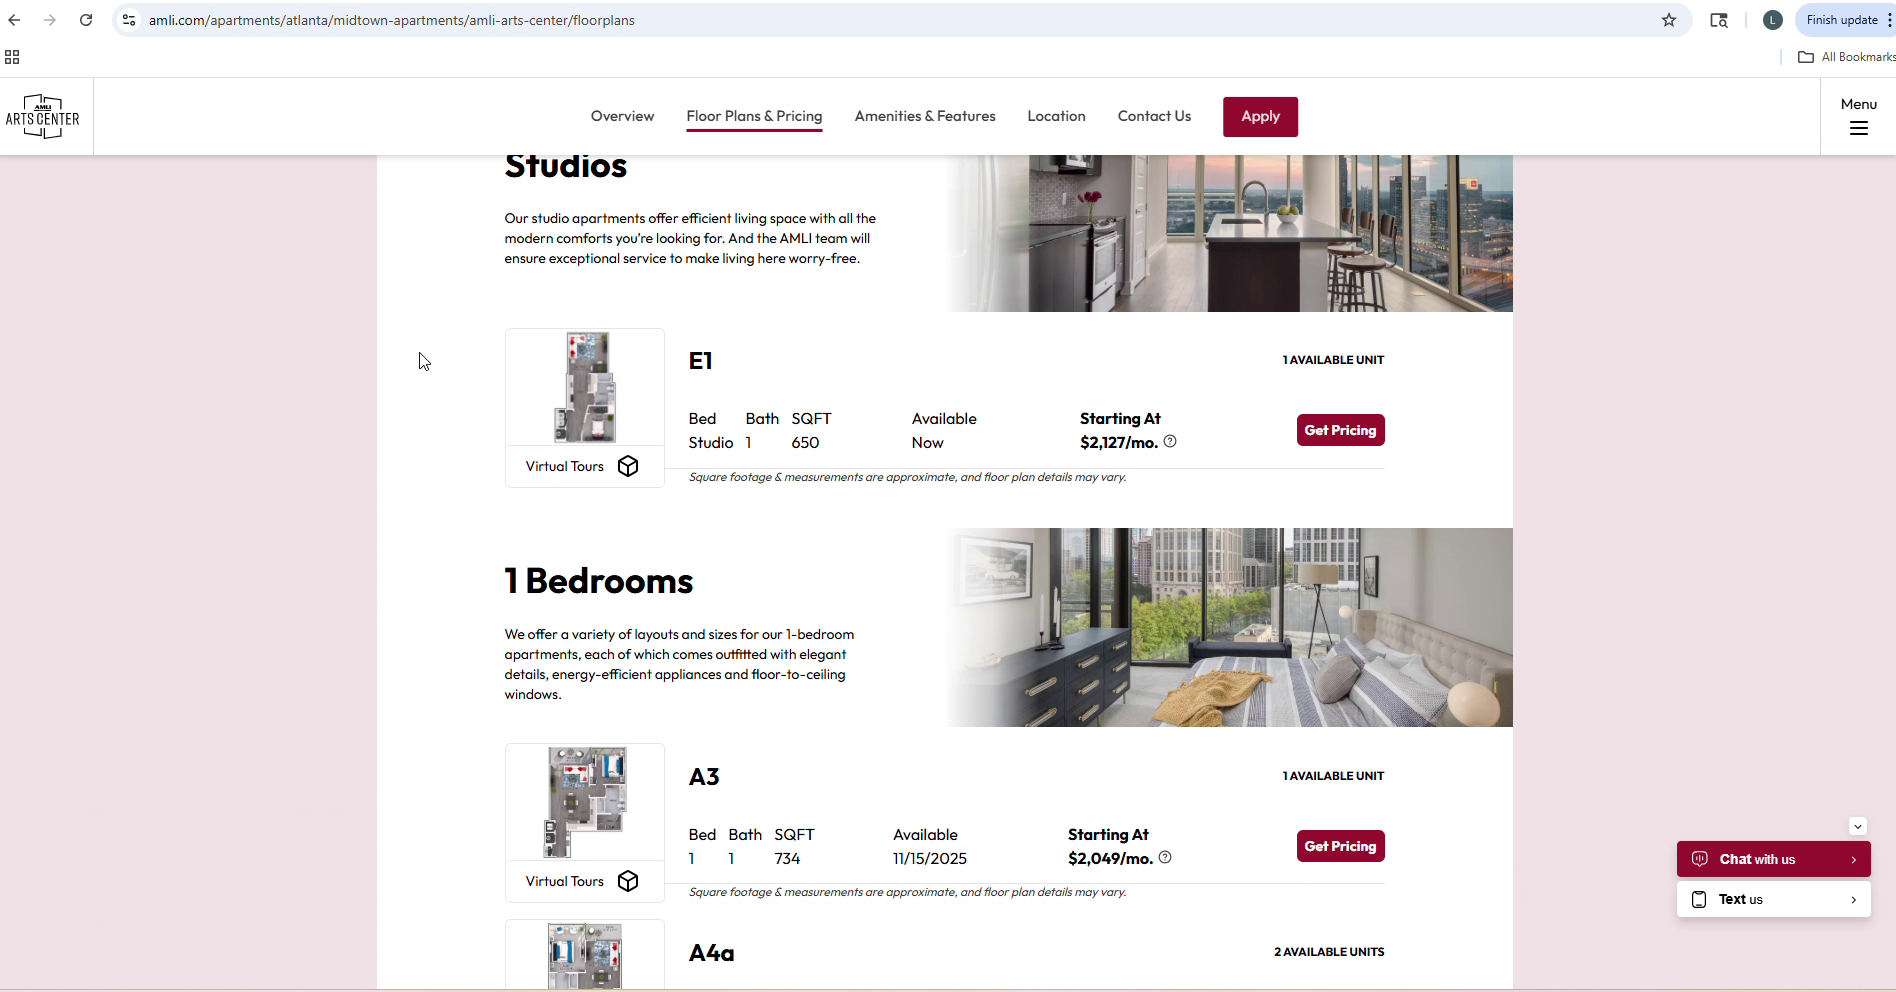 amli.com/apartments/atlanta/midtown-apartments/amli-arts-center/floorplans
L
Finish update
All Bookmarks
AMLI
ARTS CENTER
Overview
Floor Plans & Pricing
Amenities & Features
Location
Contact Us
Apply
Menu
Studios
Our studio apartments offer efficient living space with all the
modern comforts you're looking for. And the AMLI team will
ensure exceptional service to make living here worry-free.
E1
1 AVAILABLE UNIT
Bed Bath SQFT Available Starting At
Studio 1 650 Now $2,127/mo. ?
Get Pricing
Virtual Tours
Square footage & measurements are approximate, and floor plan details may vary.
1 Bedrooms
We offer a variety of layouts and sizes for our 1-bedroom
apartments, each of which comes outfitted with elegant
details, energy-efficient appliances and floor-to-ceiling
windows.
A3
1 AVAILABLE UNIT
Bed Bath SQFT Available Starting At
1 1 734 11/15/2025 $2,049/mo. ?
Get Pricing
Virtual Tours
Square footage & measurements are approximate, and floor plan details may vary.
A4a
2 AVAILABLE UNITS
Chat with us
Text us